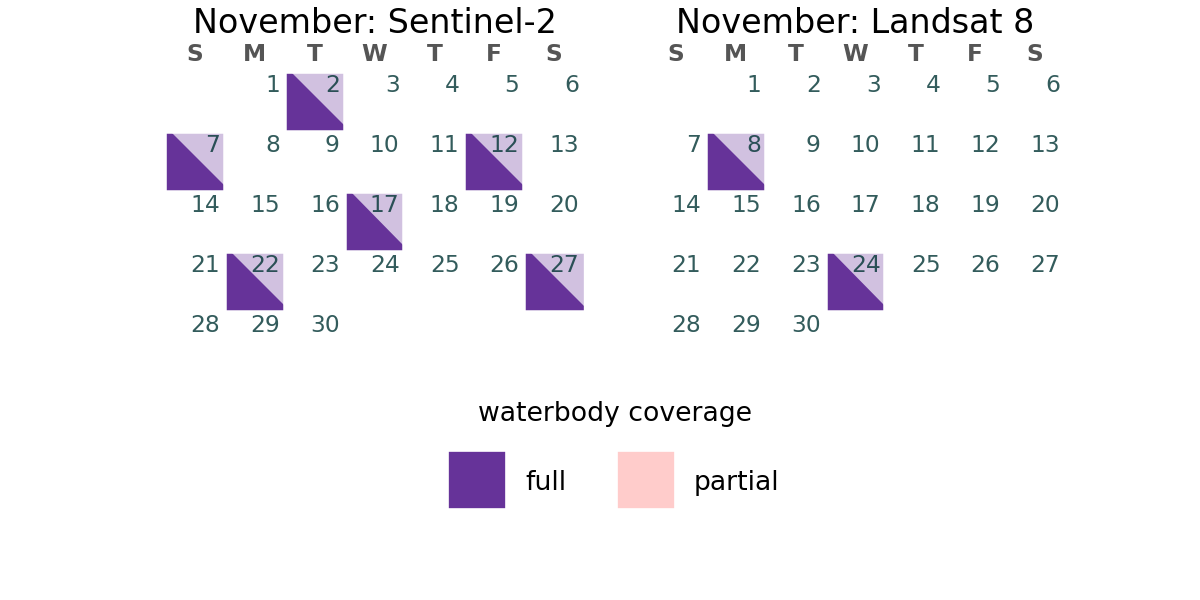 November: Sentinel-2
S M T W T F S
1 2 3 4 5 6
7 8 9 10 11 12 13
14 15 16 17 18 19 20
21 22 23 24 25 26 27
28 29 30
November: Landsat 8
S M T W T F S
1 2 3 4 5 6
7 8 9 10 11 12 13
14 15 16 17 18 19 20
21 22 23 24 25 26 27
28 29 30
waterbody coverage
full partial